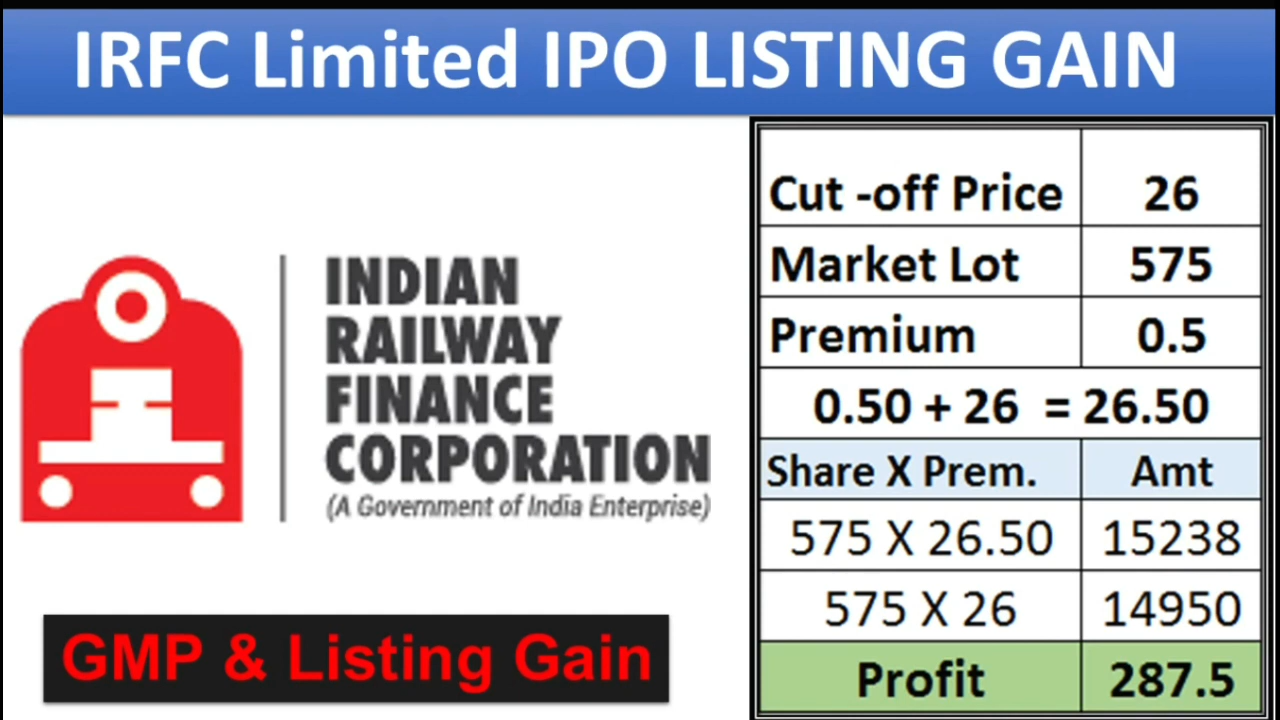 IRFC Limited IPO LISTING GAIN
INDIAN
RAILWAY
FINANCE
CORPORATION
(A Government of India Enterprise)
GMP & Listing Gain
Cut -off Price 26
Market Lot 575
Premium 0.5
0.50 + 26 = 26.50
Share X Prem. Amt
575 X 26.50 15238
575 X 26 14950
Profit 287.5